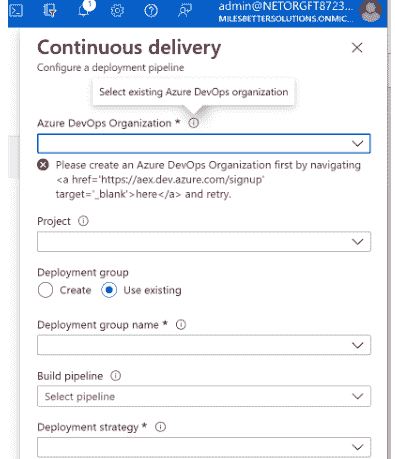 1
admin@NETORGFT8723...
MILESBETTERSOLUTIONS.ONMIC...
Continuous delivery
Configure a deployment pipeline
Select existing Azure DevOps organization
Azure DevOps Organization *
Please create an Azure DevOps Organization first by navigating
<a href='https://aex.dev.azure.com/signup'
target='_blank'>here</a> and retry.
Project
Deployment group
Create
Use existing
Deployment group name *
Build pipeline
Select pipeline
Deployment strategy *